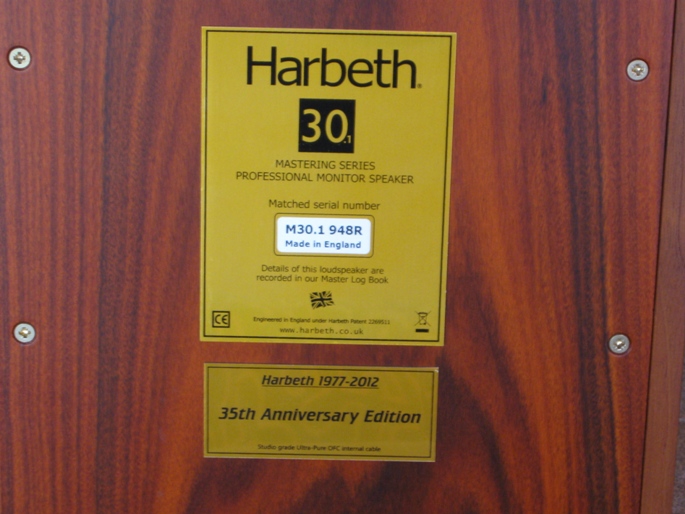 Harbeth®
30.1
MASTERING SERIES
PROFESSIONAL MONITOR SPEAKER
Matched serial number
M30.1 948R
Made in England
Details of this loudspeaker are
recorded in our Master Log Book
CE
Engineered in England under Harbeth Patent 2269511
www.harbeth.co.uk
Harbeth 1977-2012
35th Anniversary Edition
Studio grade Ultra-Pure OFC internal cable